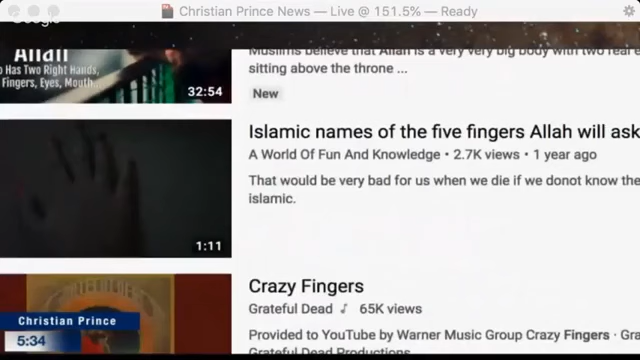 Christian Prince News — Live @ 151.5% — Ready
Google
Muslims believe that Allah is a very very big body with two real e
sitting above the throne ...
New
Allah
o Has Two Right Hands,
Fingers, Eyes, Mouth
32:54
Islamic names of the five fingers Allah will ask
A World Of Fun And Knowledge • 2.7K views • 1 year ago
That would be very bad for us when we die if we donot know the
islamic.
1:11
Crazy Fingers
Grateful Dead ♪ 65K views
Provided to YouTube by Warner Music Group Crazy Fingers · Gra
Grateful Dead Productions
Christian Prince
5:34